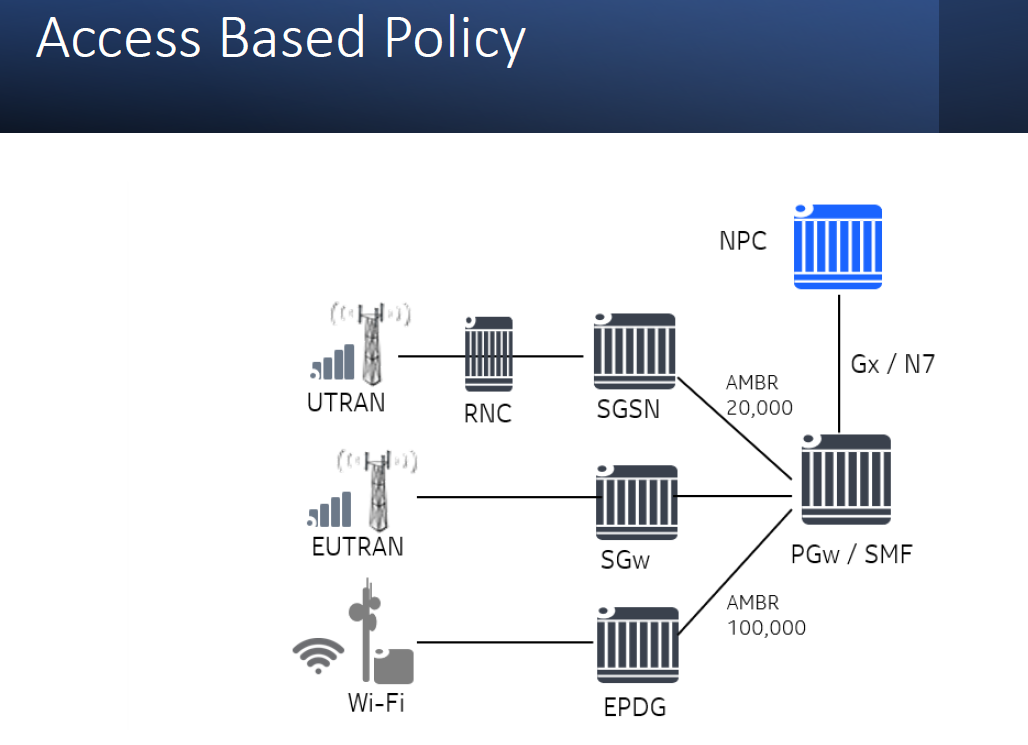 Access Based Policy
NPC
Gx / N7
UTRAN
RNC
SGSN
AMBR
20,000
EUTRAN
SGw
PGw / SMF
AMBR
100,000
Wi-Fi
EPDG